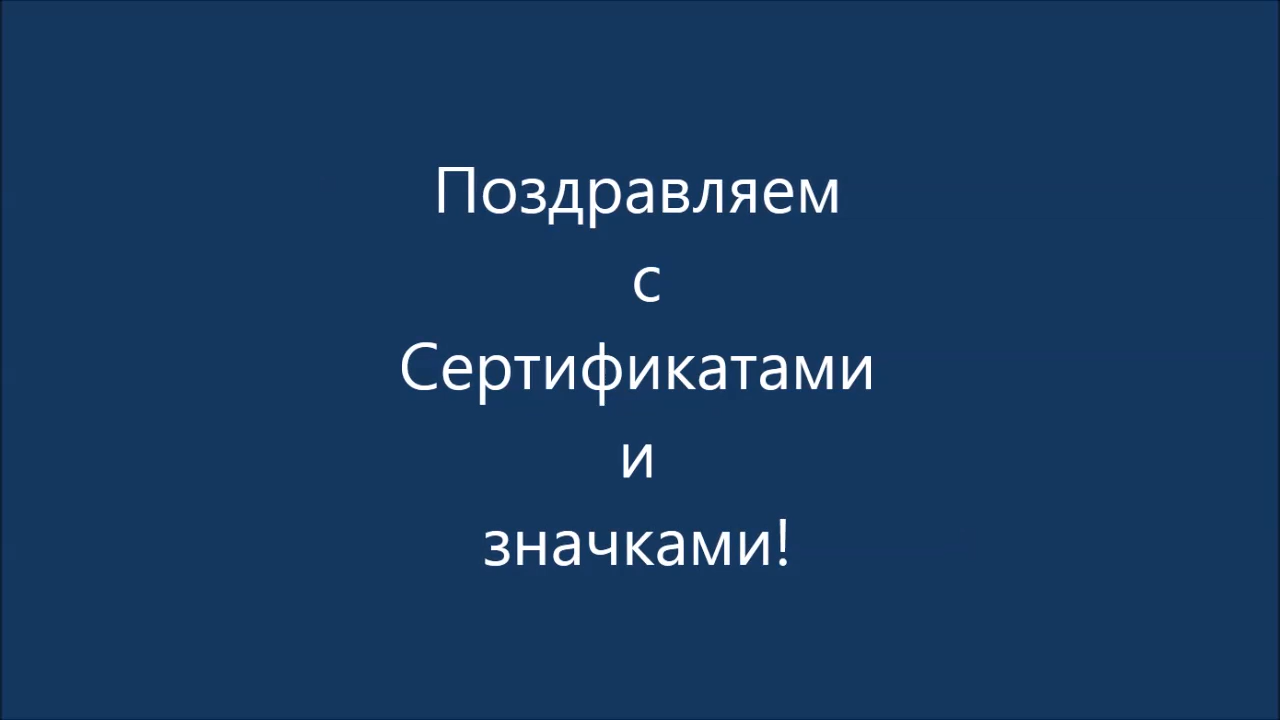 Поздравляем
с
Сертификатами
и
значками!